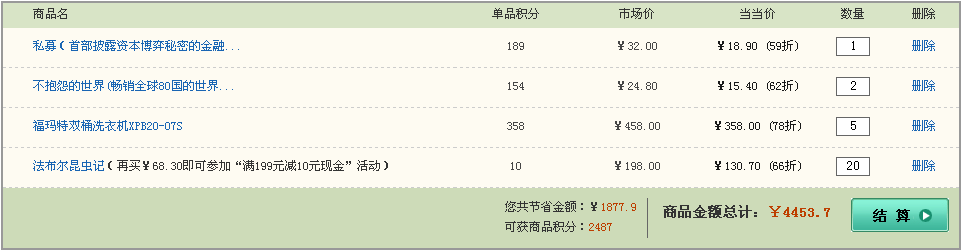 商品名 单品积分 市场价 当当价 数量 删除
私募（首部披露资本博弈秘密的金融... 189 ￥32.00 ￥18.90 (59折) 1 删除
不抱怨的世界(畅销全球80国的世界... 154 ￥24.80 ￥15.40 (62折) 2 删除
福玛特双桶洗衣机XPB20-07S 358 ￥458.00 ￥358.00 (78折) 5 删除
法布尔昆虫记(再买￥68.30即可参加“满199元减10元现金”活动) 10 ￥198.00 ￥130.70 (66折) 20 删除
您共节省金额：￥1877.9 商品金额总计：￥4453.7 结 算
可获商品积分：2487